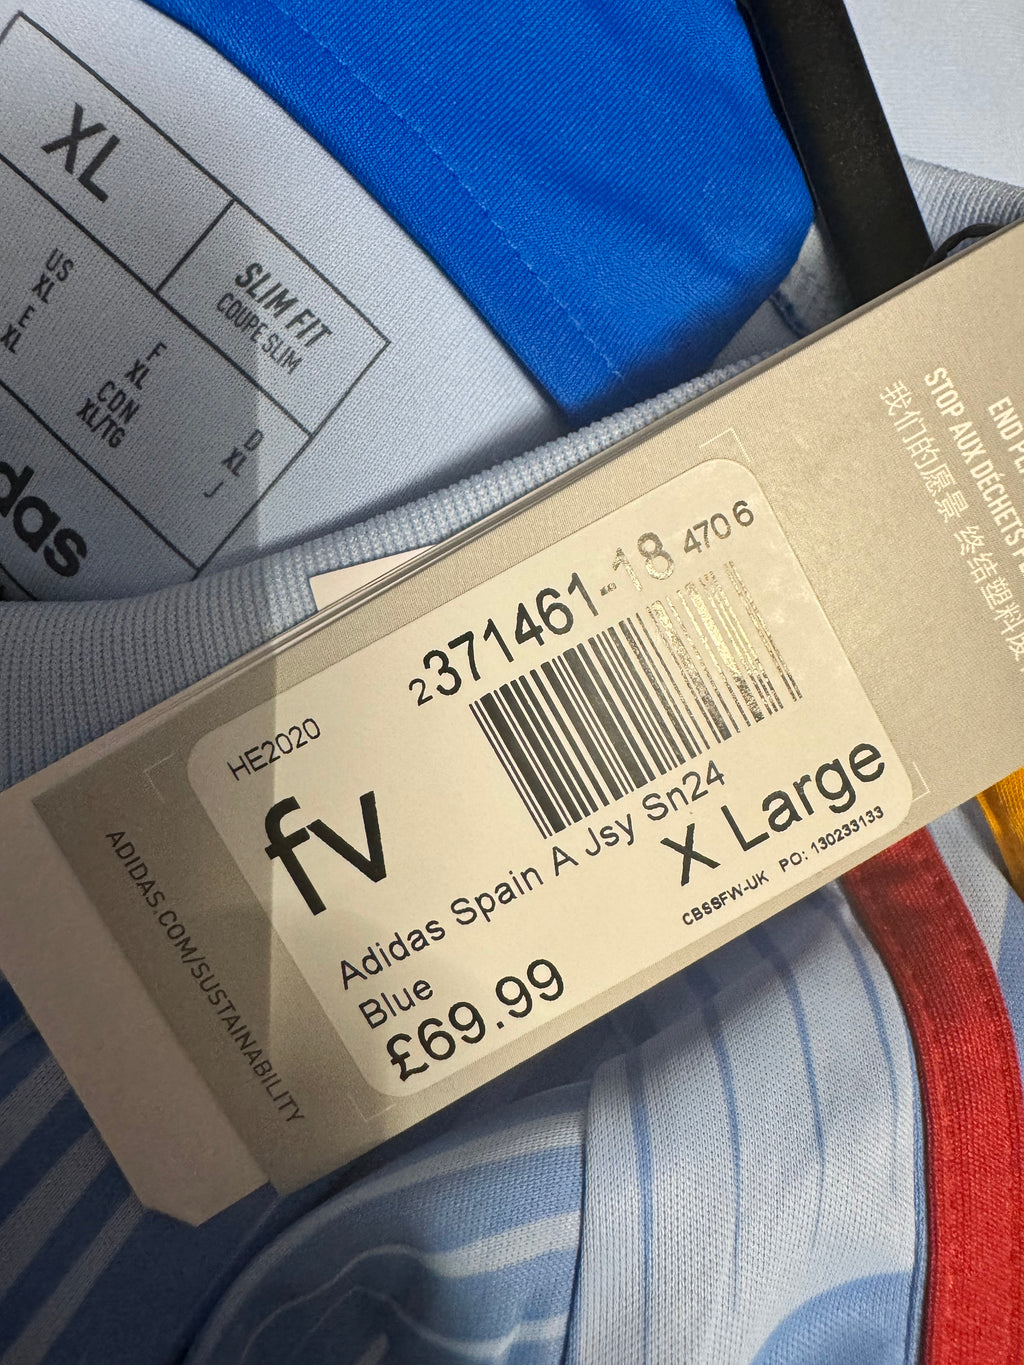 XL
SLIM FIT
COUPE SLIM
US
XL
E
XL
F
XL
CDN
XL/TG
D
XL
J
das
END PE
STOP AUX DÉCHETS P
我们的愿景 终结塑料废
2371461-18 4706
HE2020
fv
Adidas Spain A Jsy Sn24
Blue
X Large
£69.99
CBSSFW-UK PO: 130233133
ADIDAS.COM/SUSTAINABILITY